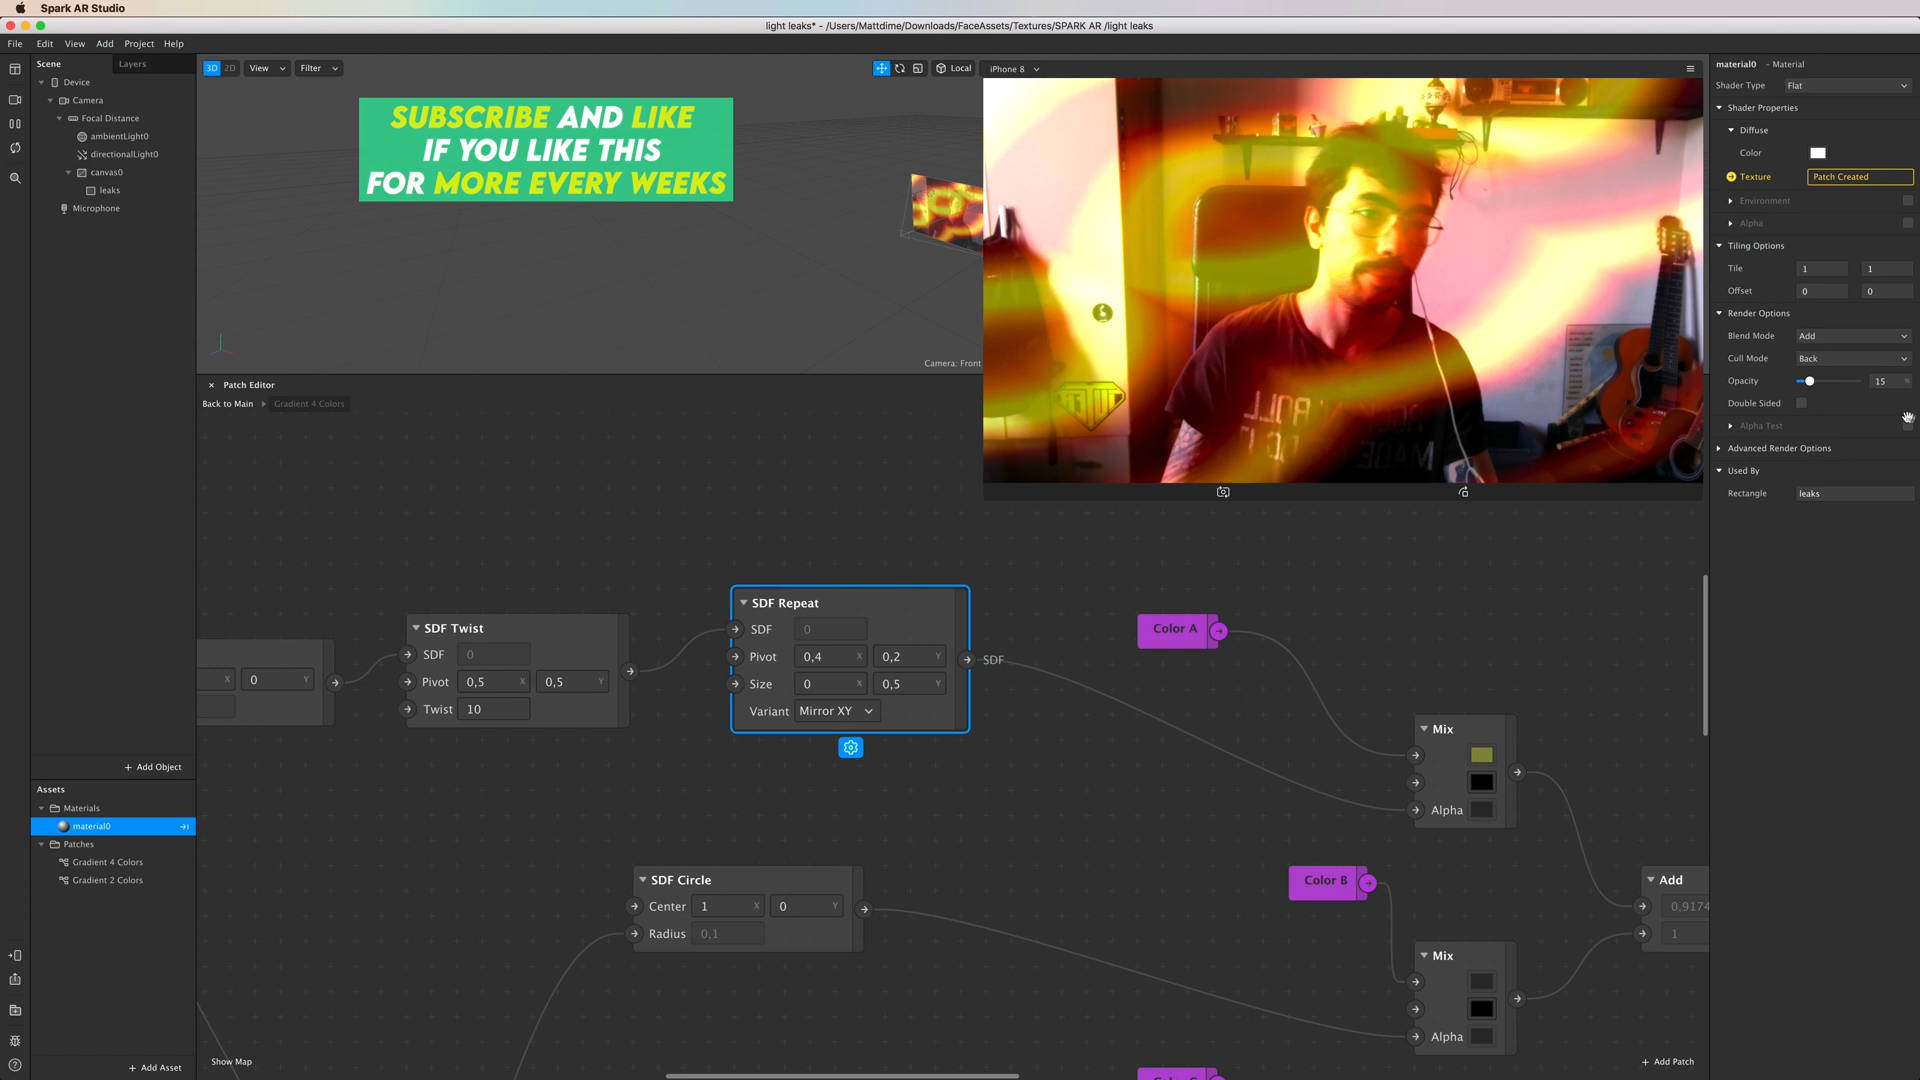 Spark AR Studio
light leaks* - /Users/Mattdime/Downloads/FaceAssets/Textures/SPARK AR /light leaks
File Edit View Add Project Help
Scene Layers
Device
Camera
Focal Distance
ambientLight0
directionalLight0
canvas0
leaks
Microphone
+ Add Object
Assets
Materials
material0
Patches
Gradient 4 Colors
Gradient 2 Colors
+ Add Asset
3D 2D View Filter Local
SUBSCRIBE AND LIKE
IF YOU LIKE THIS
FOR MORE EVERY WEEKS
Camera: Front
iPhone 8
Patch Editor
Back to Main Gradient 4 Colors
X 0 Y
SDF Twist
SDF 0
Pivot 0,5 X 0,5 Y
Twist 10
SDF Repeat
SDF 0
Pivot 0,4 X 0,2 Y
Size 0 X 0,5 Y
Variant Mirror XY
SDF
Color A
Mix
Alpha
SDF Circle
Center 1 X 0 Y
Radius 0,1
Color B
Mix
Alpha
Add
0,9174
1
Show Map
+ Add Patch
material0 - Material
Shader Type Flat
Shader Properties
Diffuse
Color
Texture Patch Created
Environment
Alpha
Tiling Options
Tile 1 1
Offset 0 0
Render Options
Blend Mode Add
Cull Mode Back
Opacity 15 %
Double Sided
Alpha Test
Advanced Render Options
Used By
Rectangle leaks